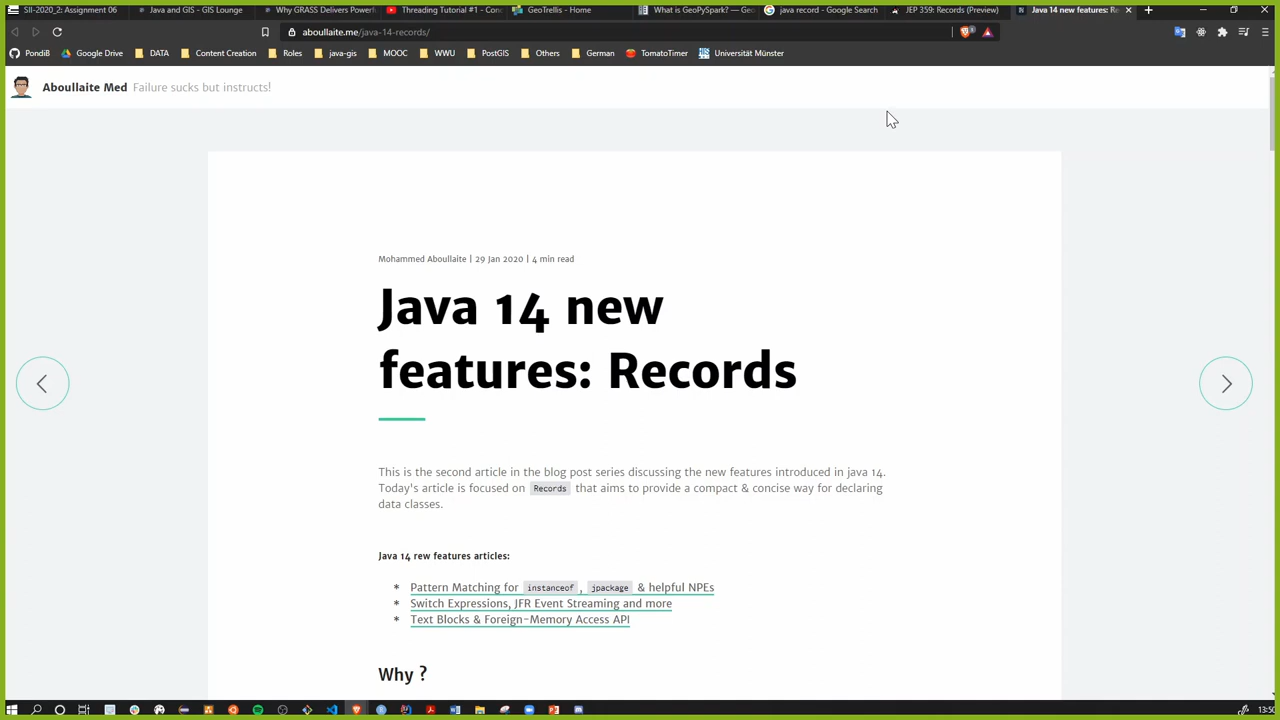 SII-2020_2: Assignment 06
Java and GIS - GIS Lounge
Why GRASS Delivers Powerf
Threading Tutorial #1 - Con
GeoTrellis - Home
What is GeoPySpark? — Geo
java record - Google Search
JEP 359: Records (Preview)
Java 14 new features: Re
aboullaite.me/java-14-records/
PondiB
Google Drive
DATA
Content Creation
Roles
java-gis
MOOC
WWU
PostGIS
Others
German
TomatoTimer
Universität Münster
Aboullaite Med Failure sucks but instructs!
Mohammed Aboullaite | 29 Jan 2020 | 4 min read
Java 14 new
features: Records
This is the second article in the blog post series discussing the new features introduced in java 14.
Today's article is focused on Records that aims to provide a compact & concise way for declaring
data classes.
Java 14 new features articles:
* Pattern Matching for instanceof, jpackage & helpful NPEs
* Switch Expressions, JFR Event Streaming and more
* Text Blocks & Foreign-Memory Access API
Why ?
13:50